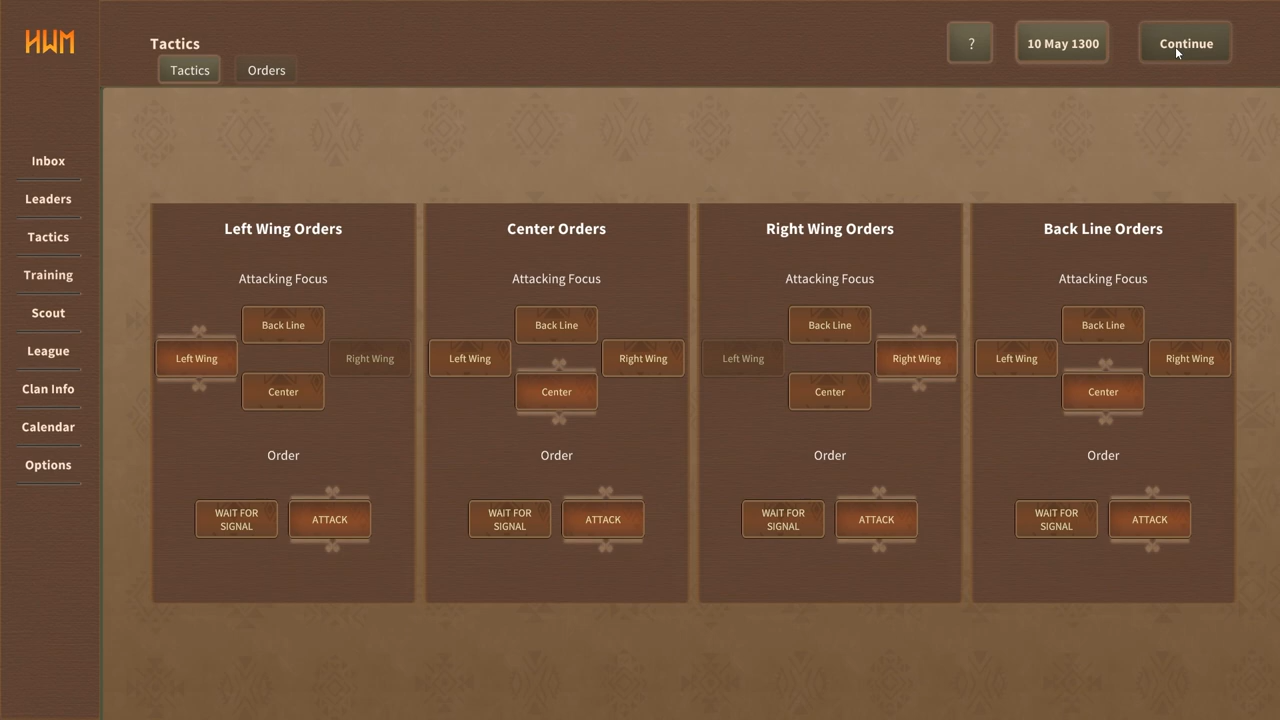 HWM
Tactics
Tactics
Orders
?
10 May 1300
Continue
Inbox
Leaders
Tactics
Training
Scout
League
Clan Info
Calendar
Options
Left Wing Orders
Attacking Focus
Back Line
Left Wing
Right Wing
Center
Order
WAIT FOR
SIGNAL
ATTACK
Center Orders
Attacking Focus
Back Line
Left Wing
Right Wing
Center
Order
WAIT FOR
SIGNAL
ATTACK
Right Wing Orders
Attacking Focus
Back Line
Left Wing
Right Wing
Center
Order
WAIT FOR
SIGNAL
ATTACK
Back Line Orders
Attacking Focus
Back Line
Left Wing
Right Wing
Center
Order
WAIT FOR
SIGNAL
ATTACK